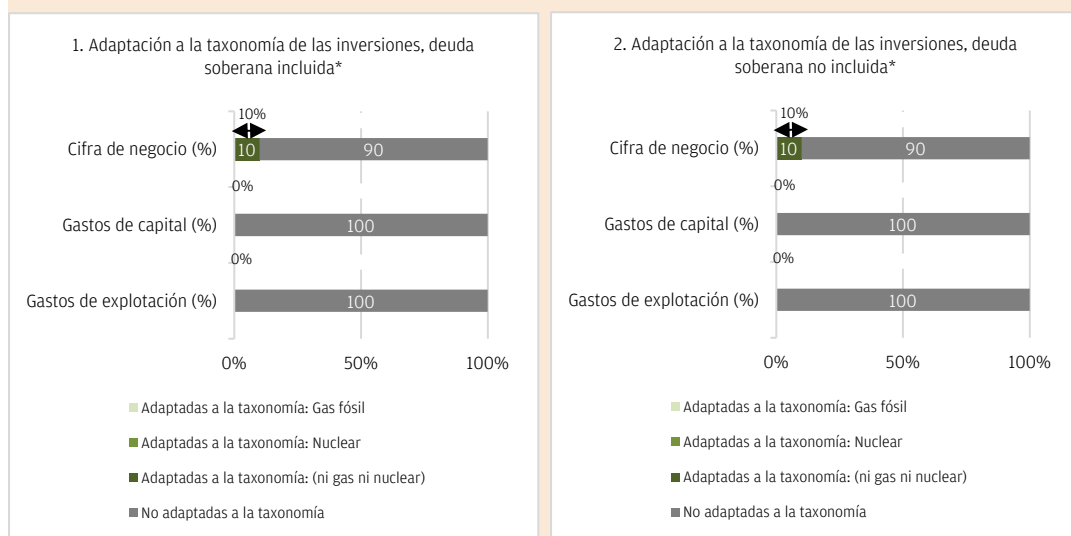 1. Adaptación a la taxonomía de las inversiones, deuda
soberana incluida*
10%
Cifra de negocio (%)
10
90
0%
Gastos de capital (%)
100
0%
Gastos de explotación (%)
100
0%
50%
100%
Adaptadas a la taxonomía: Gas fósil
Adaptadas a la taxonomía: Nuclear
Adaptadas a la taxonomía: (ni gas ni nuclear)
No adaptadas a la taxonomía
2. Adaptación a la taxonomía de las inversiones, deuda
soberana no incluida*
10%
Cifra de negocio (%)
10
90
0%
Gastos de capital (%)
100
0%
Gastos de explotación (%)
100
0%
50%
100%
Adaptadas a la taxonomía: Gas fósil
Adaptadas a la taxonomía: Nuclear
Adaptadas a la taxonomía: (ni gas ni nuclear)
No adaptadas a la taxonomía